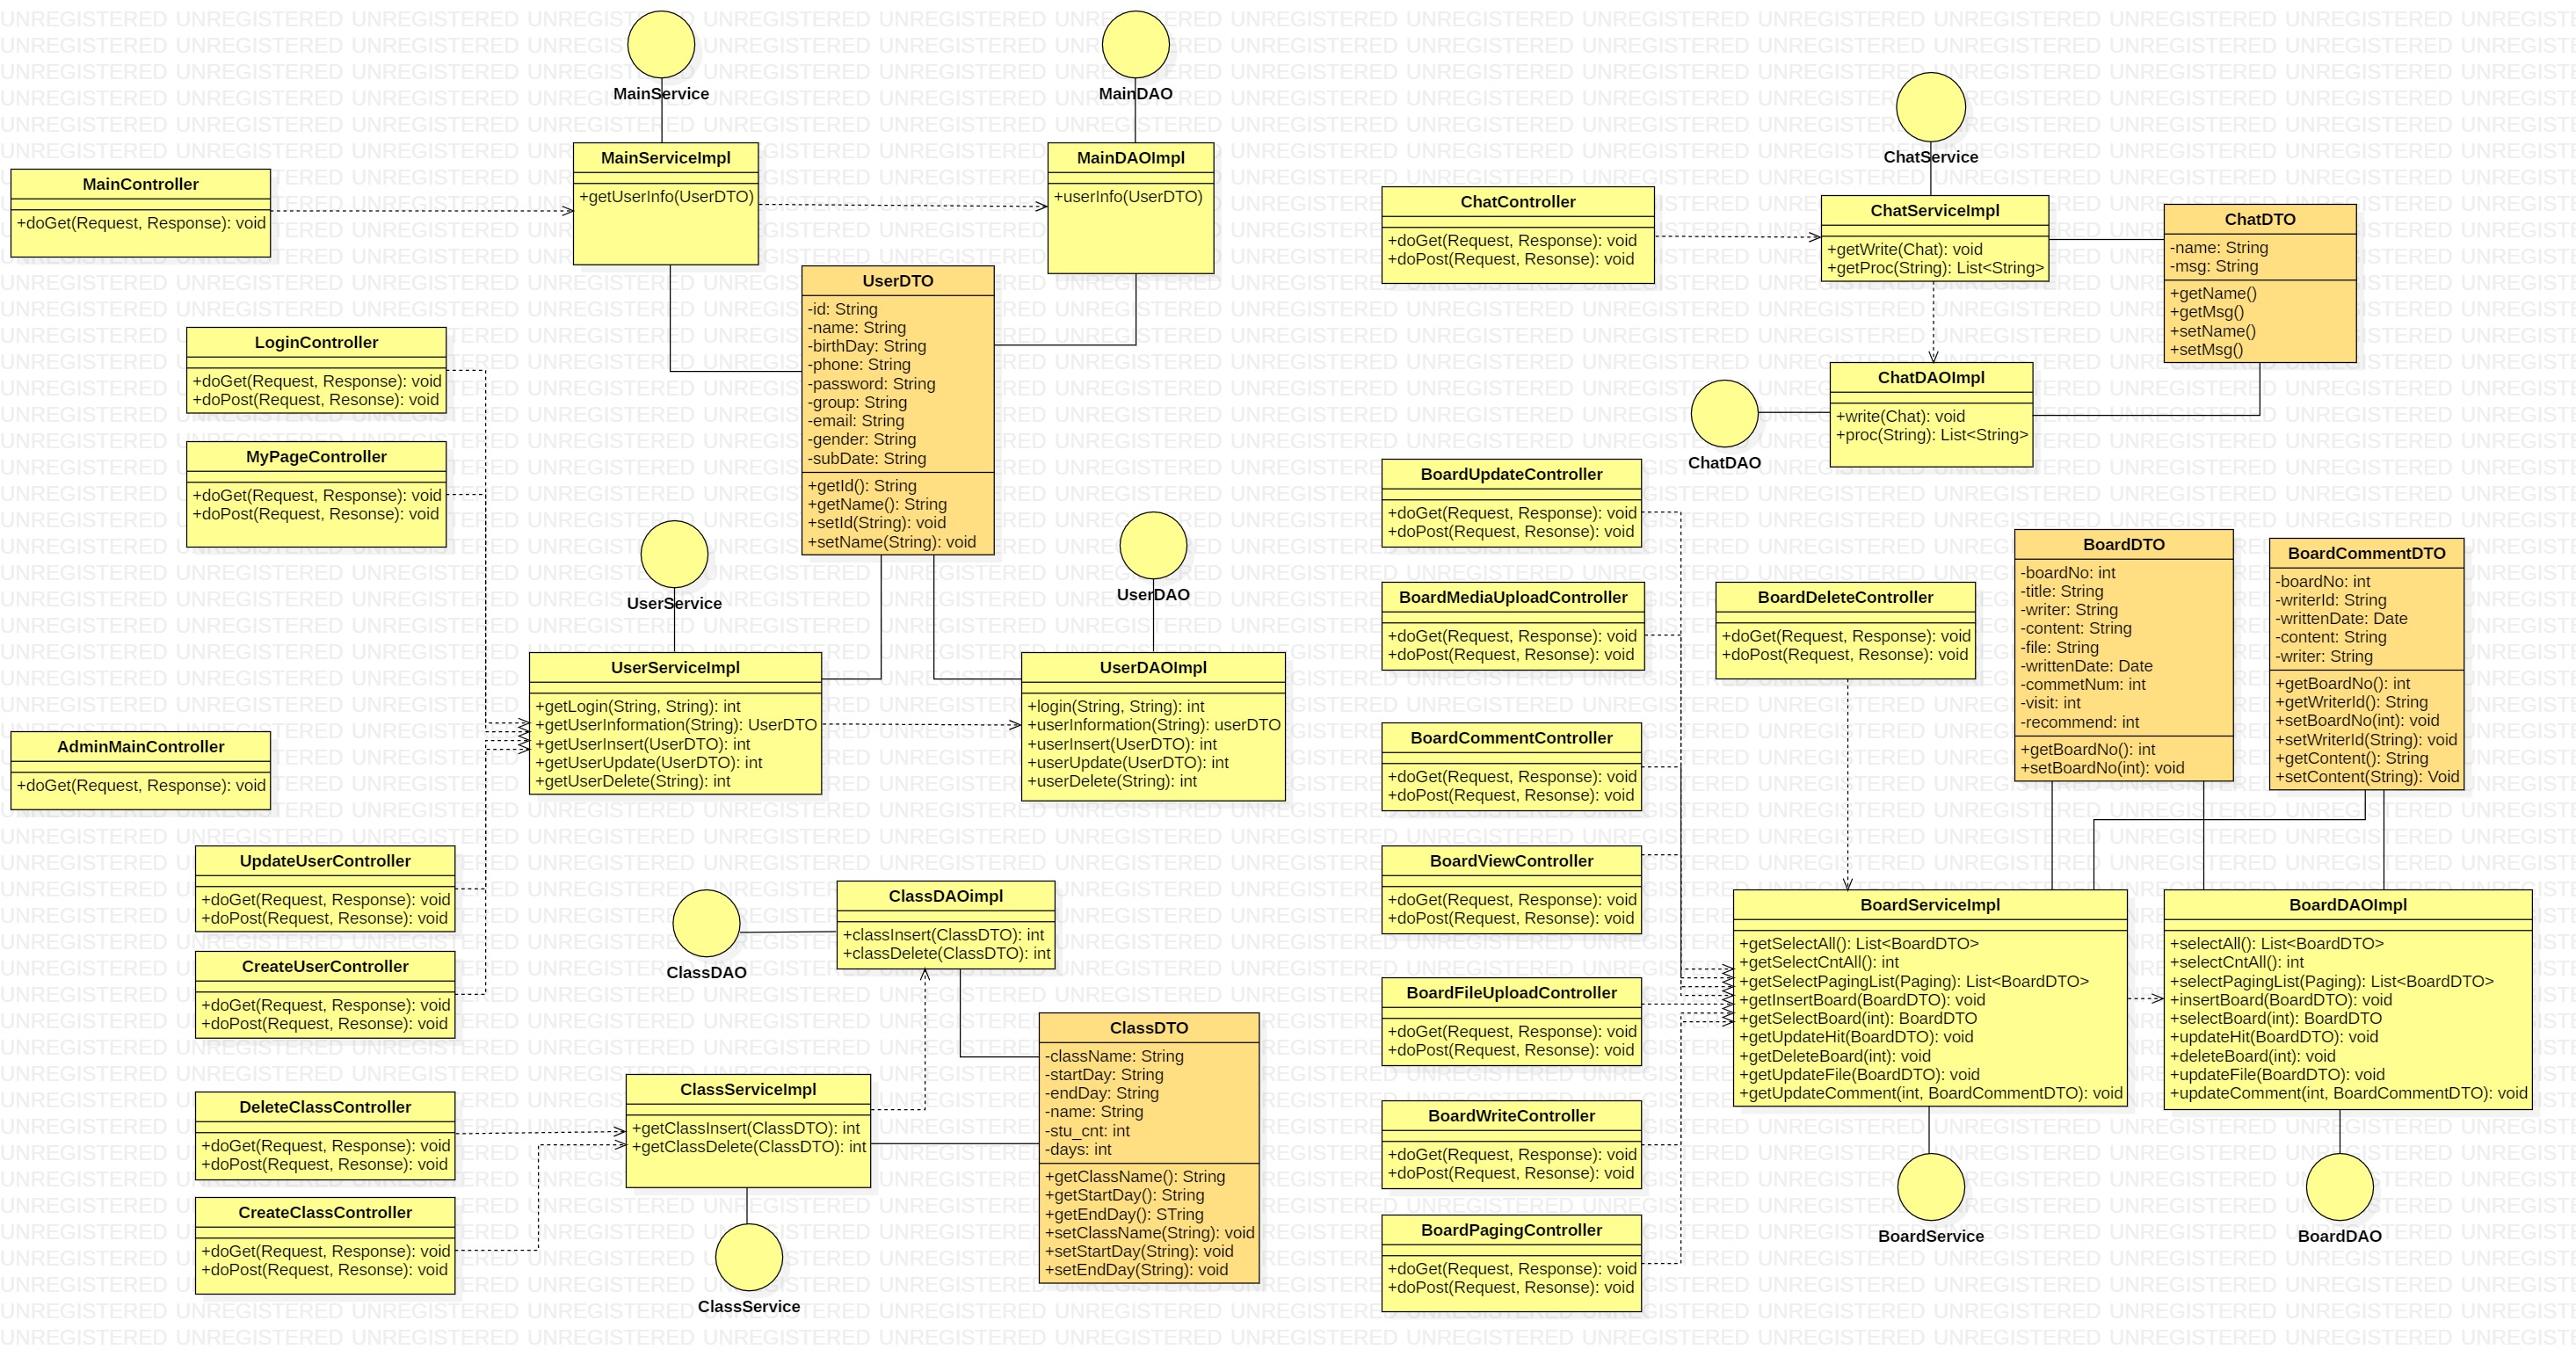 MainService
MainServiceImpl
+getUserInfo(UserDTO)
MainDAO
MainDAOImpl
+userInfo(UserDTO)
MainController
+doGet(Request, Response): void
UserDTO
-id: String
-name: String
-birthDay: String
-phone: String
-password: String
-group: String
-email: String
-gender: String
-subDate: String
+getId(): String
+getName(): String
+setId(String): void
+setName(String): void
LoginController
+doGet(Request, Response): void
+doPost(Request, Resonse): void
MyPageController
+doGet(Request, Response): void
+doPost(Request, Resonse): void
UserService
UserServiceImpl
+getLogin(String, String): int
+getUserInformation(String): UserDTO
+getUserInsert(UserDTO): int
+getUserUpdate(UserDTO): int
+getUserDelete(String): int
UserDAO
UserDAOImpl
+login(String, String): int
+userInformation(String): userDTO
+userInsert(UserDTO): int
+userUpdate(UserDTO): int
+userDelete(String): int
AdminMainController
+doGet(Request, Response): void
UpdateUserController
+doGet(Request, Response): void
+doPost(Request, Resonse): void
CreateUserController
+doGet(Request, Response): void
+doPost(Request, Resonse): void
ClassDAO
ClassDAOimpl
+classInsert(ClassDTO): int
+classDelete(ClassDTO): int
DeleteClassController
+doGet(Request, Response): void
+doPost(Request, Resonse): void
CreateClassController
+doGet(Request, Response): void
+doPost(Request, Resonse): void
ClassServiceImpl
+getClassInsert(ClassDTO): int
+getClassDelete(ClassDTO): int
ClassService
ClassDTO
-className: String
-startDay: String
-endDay: String
-name: String
-stu_cnt: int
-days: int
+getClassName(): String
+getStartDay(): String
+getEndDay(): STring
+setClassName(String): void
+setStartDay(String): void
+setEndDay(String): void
ChatController
+doGet(Request, Response): void
+doPost(Request, Resonse): void
ChatService
ChatServiceImpl
+getWrite(Chat): void
+getProc(String): List<String>
ChatDTO
-name: String
-msg: String
+getName()
+getMsg()
+setName()
+setMsg()
ChatDAO
ChatDAOImpl
+write(Chat): void
+proc(String): List<String>
BoardUpdateController
+doGet(Request, Response): void
+doPost(Request, Resonse): void
BoardMediaUploadController
+doGet(Request, Response): void
+doPost(Request, Resonse): void
BoardDeleteController
+doGet(Request, Response): void
+doPost(Request, Resonse): void
BoardCommentController
+doGet(Request, Response): void
+doPost(Request, Resonse): void
BoardViewController
+doGet(Request, Response): void
+doPost(Request, Resonse): void
BoardFileUploadController
+doGet(Request, Response): void
+doPost(Request, Resonse): void
BoardWriteController
+doGet(Request, Response): void
+doPost(Request, Resonse): void
BoardPagingController
+doGet(Request, Response): void
+doPost(Request, Resonse): void
BoardDTO
-boardNo: int
-title: String
-writer: String
-content: String
-file: String
-writtenDate: Date
-commetNum: int
-visit: int
-recommend: int
+getBoardNo(): int
+setBoardNo(int): void
BoardCommentDTO
-boardNo: int
-writerId: String
-writtenDate: Date
-content: String
-writer: String
+getBoardNo(): int
+getWriterId(): String
+setBoardNo(int): void
+setWriterId(String): void
+getContent(): String
+setContent(String): Void
BoardServiceImpl
+getSelectAll(): List<BoardDTO>
+getSelectCntAll(): int
+getSelectPagingList(Paging): List<BoardDTO>
+getInsertBoard(BoardDTO): void
+getSelectBoard(int): BoardDTO
+getUpdateHit(BoardDTO): void
+getDeleteBoard(int): void
+getUpdateFile(BoardDTO): void
+getUpdateComment(int, BoardCommentDTO): void
BoardService
BoardDAOImpl
+selectAll(): List<BoardDTO>
+selectCntAll(): int
+selectPagingList(Paging): List<BoardDTO>
+insertBoard(BoardDTO): void
+selectBoard(int): BoardDTO
+updateHit(BoardDTO): void
+deleteBoard(int): void
+updateFile(BoardDTO): void
+updateComment(int, BoardCommentDTO): void
BoardDAO
UNREGISTERED